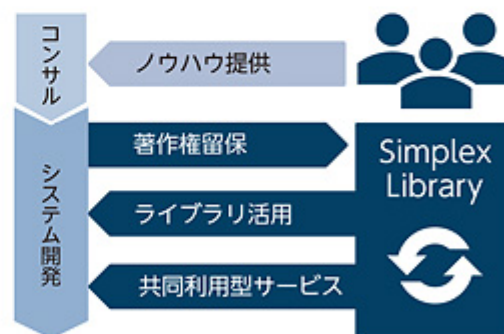 コンサル
ノウハウ提供
システム開発
著作権留保
ライブラリ活用
共同利用型サービス
Simplex
Library